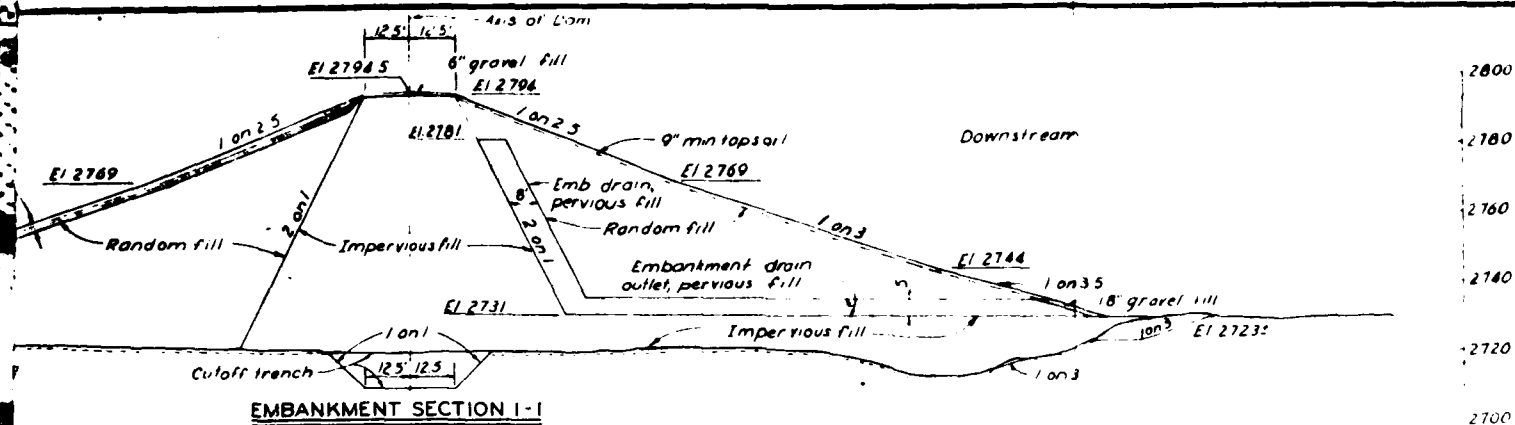 Axis of Dam
12.5' 12.5'
6" gravel fill
El 2794.5
El 2794
2800
1 on 2.5
El 2781
1 on 2.5
9" min topsoil
Downstream
2780
El 2769
Emb drain,
pervious fill
El 2769
8'
2760
Random fill
2 on 1
Impervious fill
2 on 1
Random fill
1 on 3
Embankment drain
outlet, pervious fill
El 2744
1 on 3.5
2740
18" gravel fill
El 2731
Impervious fill
1 on 3
El 2723±
1 on 1
2720
Cutoff trench
12.5' 12.5
1 on 3
EMBANKMENT SECTION 1-1
2700